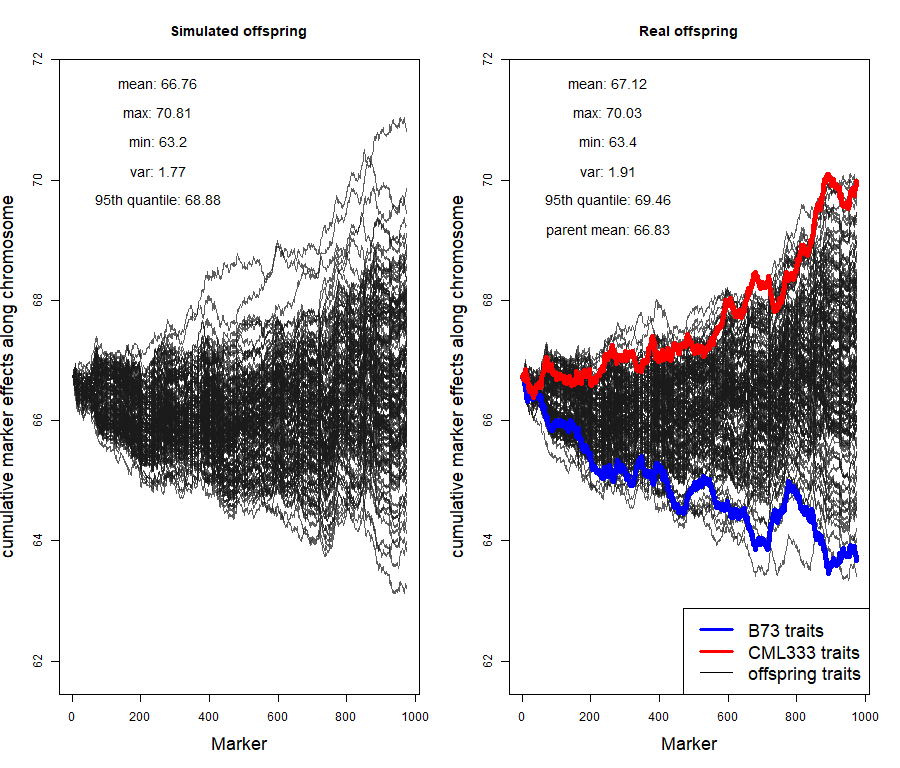 Simulated offspring
mean: 66.76
max: 70.81
min: 63.2
var: 1.77
95th quantile: 68.88
cumulative marker effects along chromosome
72
70
68
66
64
62
0 200 400 600 800 1000
Marker
Real offspring
mean: 67.12
max: 70.03
min: 63.4
var: 1.91
95th quantile: 69.46
parent mean: 66.83
cumulative marker effects along chromosome
72
70
68
66
64
62
B73 traits
CML333 traits
offspring traits
0 200 400 600 800 1000
Marker